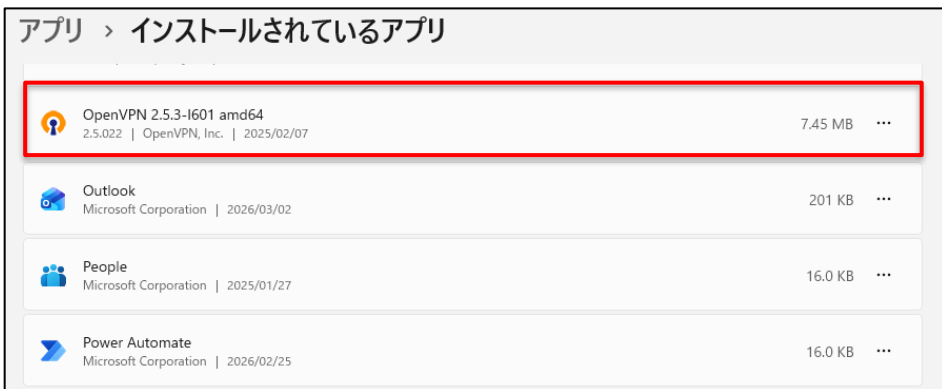 アプリ > インストールされているアプリ
OpenVPN 2.5.3-I601 amd64
2.5.022 | OpenVPN, Inc. | 2025/02/07
7.45 MB
Outlook
Microsoft Corporation | 2026/03/02
201 KB
People
Microsoft Corporation | 2025/01/27
16.0 KB
Power Automate
Microsoft Corporation | 2026/02/25
16.0 KB